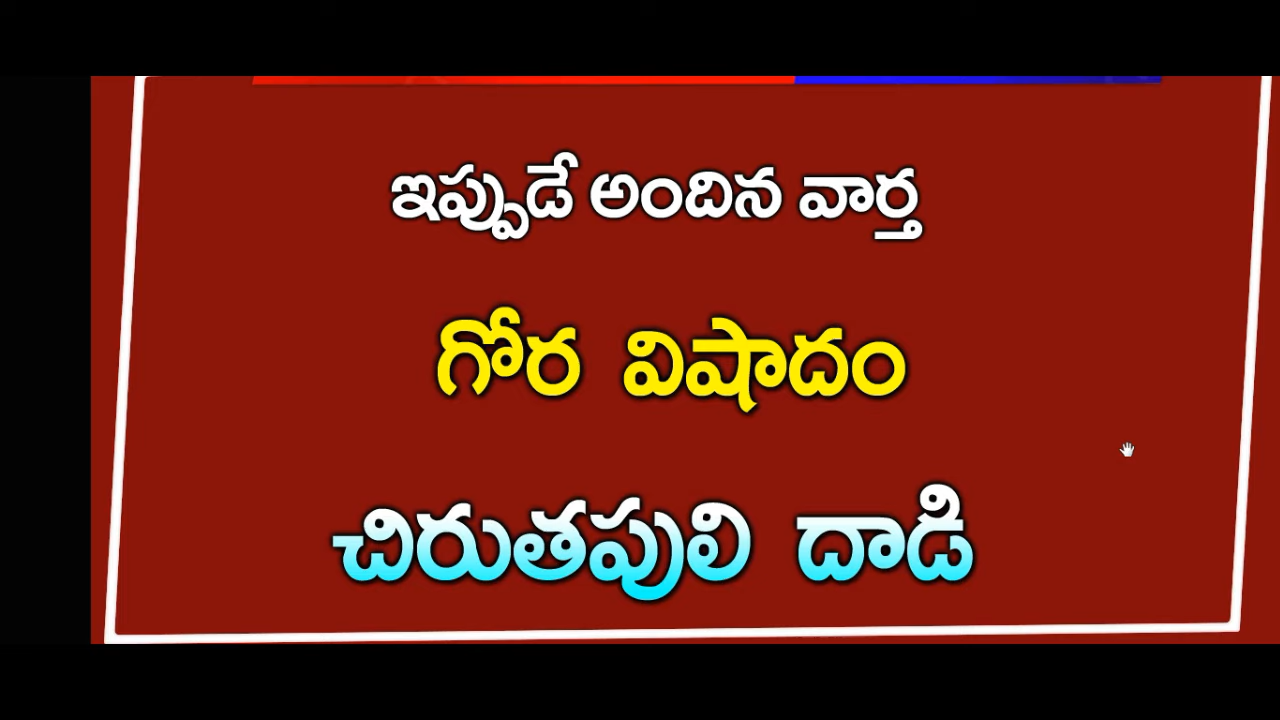 ఇప్పుడే అందిన వార్త
గోర విషాదం
చిరుతపులి దాడి